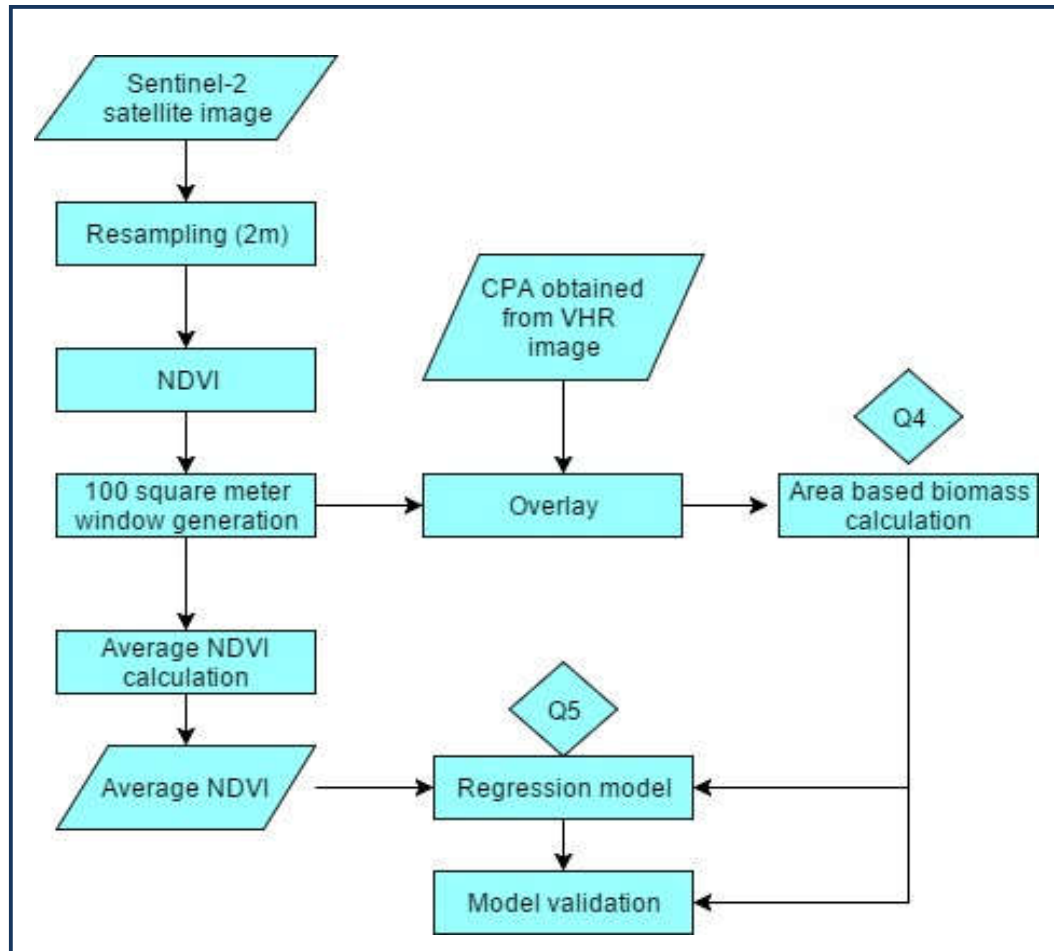 Sentinel-2
satellite image
Resampling (2m)
CPA obtained
from VHR
image
NDVI
Q4
100 square meter
window generation
Overlay
Area based biomass
calculation
Average NDVI
calculation
Q5
Average NDVI
Regression model
Model validation